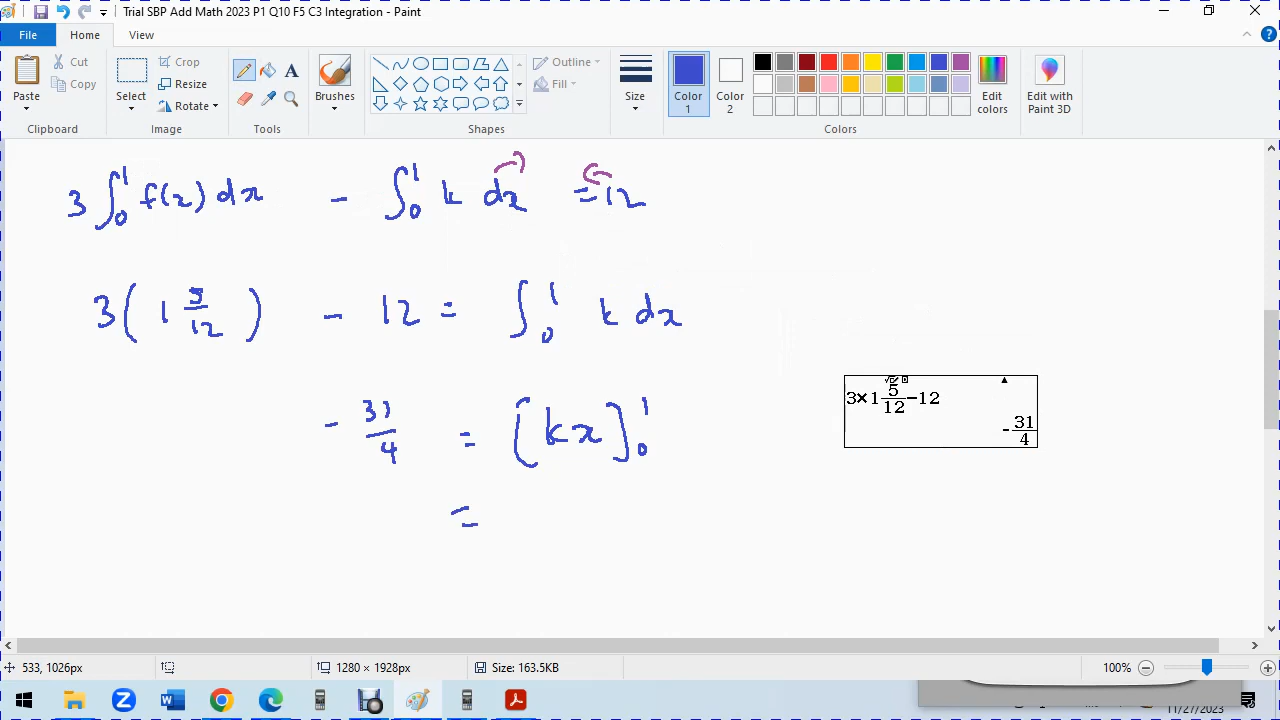 Trial SBP Add Math 2023 P1 Q10 F5 C3 Integration - Paint
File Home View
Paste Cut Copy Select Crop Resize Rotate A Brushes Outline Fill Size Color 1 Color 2 Edit colors Edit with Paint 3D
Clipboard Image Tools Shapes Colors
3∫₀¹ f(x) dx - ∫₀¹ k dx = 12
3(1 5/12) - 12 = ∫₀¹ k dx
- 31/4 = [kx]₀¹
=
3×1 5/12−12
-31/4
533, 1026px 1280 × 1928px Size: 163.5KB 100%
11/27/2023